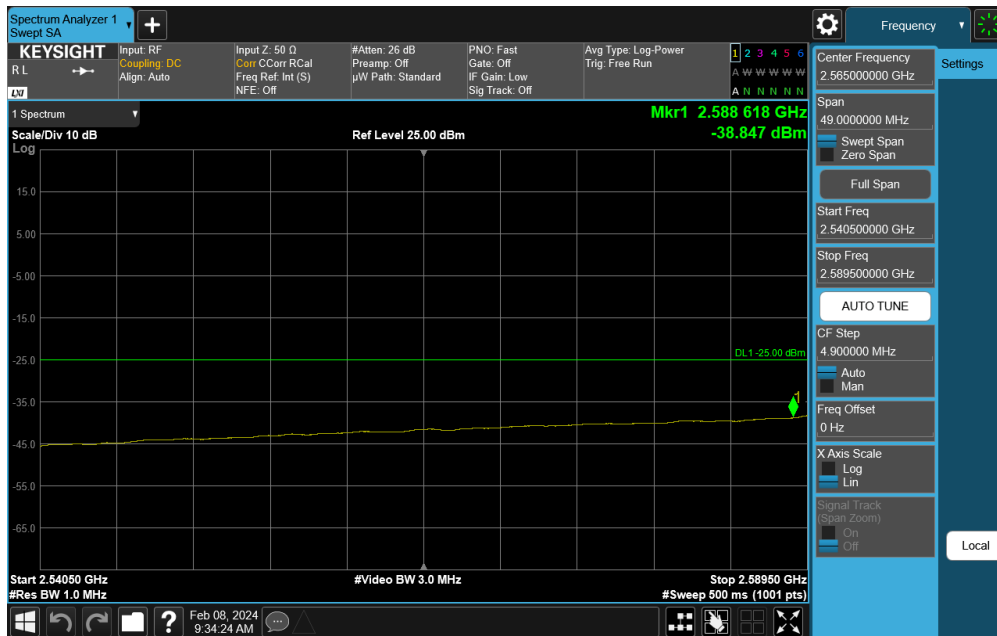 Spectrum Analyzer 1
Swept SA
Frequency
KEYSIGHT
R L
LXI
Input: RF
Coupling: DC
Align: Auto
Input Z: 50 Ω
Corr CCorr RCal
Freq Ref: Int (S)
NFE: Off
#Atten: 26 dB
Preamp: Off
µW Path: Standard
PNO: Fast
Gate: Off
IF Gain: Low
Sig Track: Off
Avg Type: Log-Power
Trig: Free Run
1 2 3 4 5 6
A W W W W W
A N N N N N
1 Spectrum
Scale/Div 10 dB
Log
Ref Level 25.00 dBm
Mkr1 2.588 618 GHz
-38.847 dBm
15.0
5.00
-5.00
-15.0
-25.0
DL1 -25.00 dBm
-35.0
1
-45.0
-55.0
-65.0
Start 2.54050 GHz
#Res BW 1.0 MHz
#Video BW 3.0 MHz
Stop 2.58950 GHz
#Sweep 500 ms (1001 pts)
Center Frequency
2.565000000 GHz
Span
49.0000000 MHz
Swept Span
Zero Span
Full Span
Start Freq
2.540500000 GHz
Stop Freq
2.589500000 GHz
AUTO TUNE
CF Step
4.900000 MHz
Auto
Man
Freq Offset
0 Hz
X Axis Scale
Log
Lin
Signal Track
(Span Zoom)
On
Off
Settings
Local
?
Feb 08, 2024
9:34:24 AM